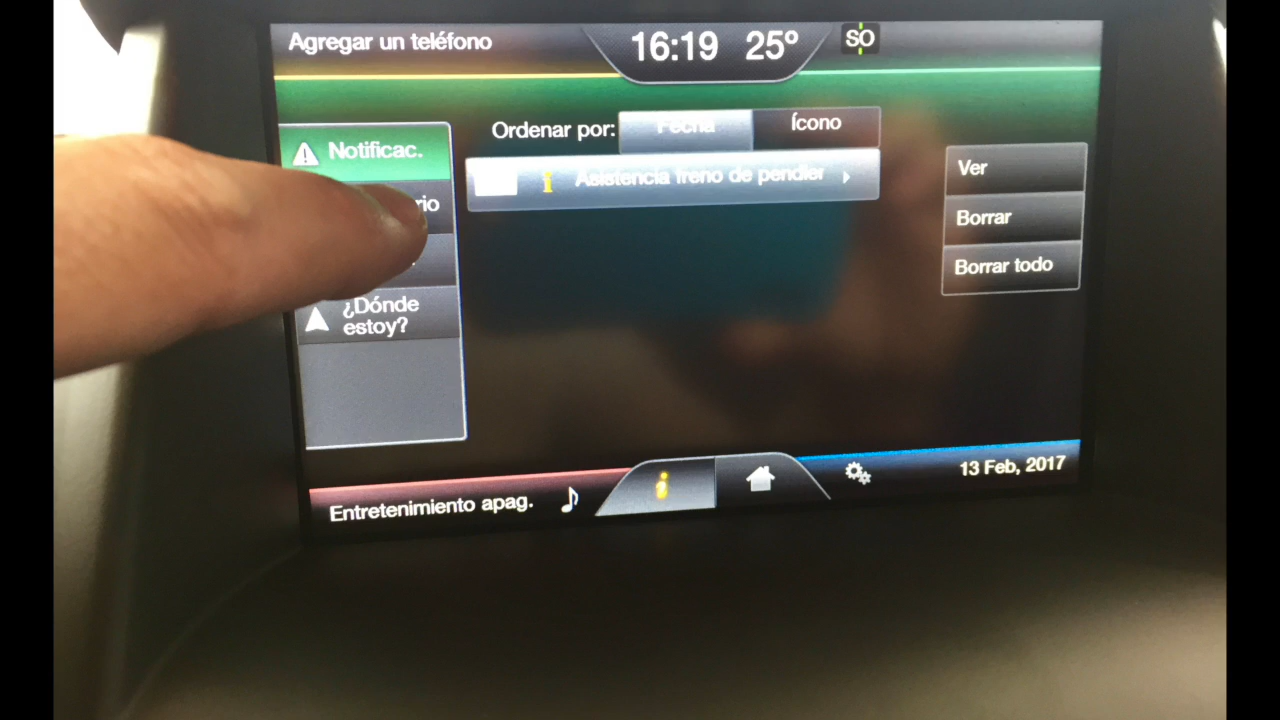 Agregar un teléfono
16:19 25° SO
Ordenar por: Fecha Ícono
Notificac.
Asistencia freno de pendier
Ver
Borrar
Borrar todo
¿Dónde
estoy?
13 Feb, 2017
Entretenimiento apag.